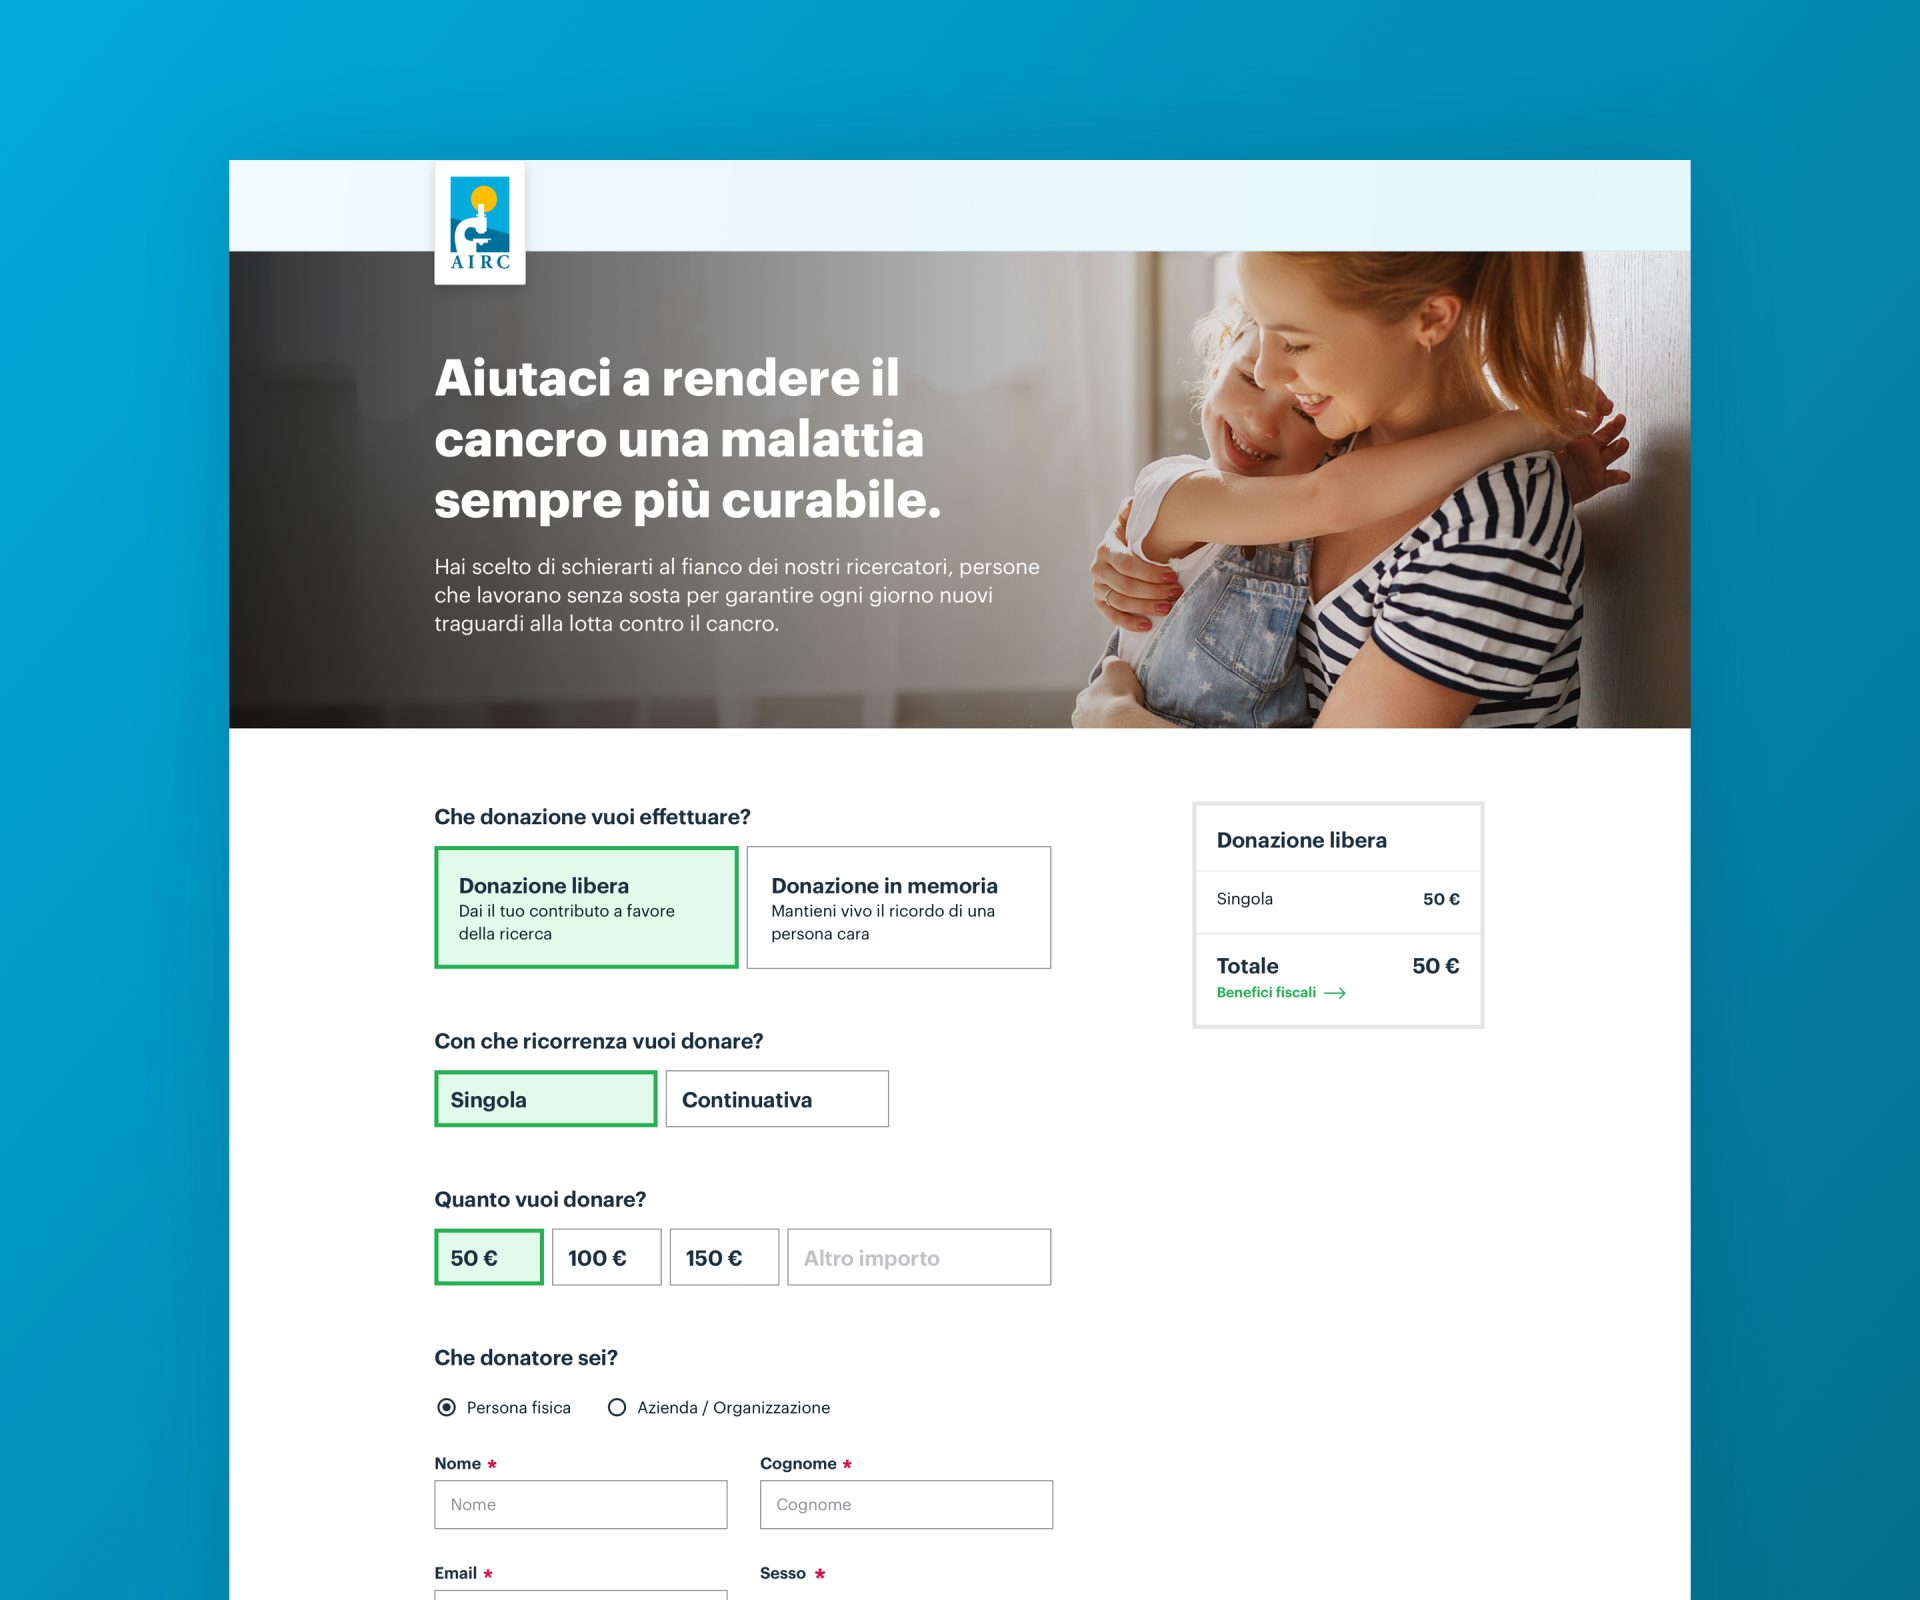 AIRC
Aiutaci a rendere il
cancro una malattia
sempre più curabile.
Hai scelto di schierarti al fianco dei nostri ricercatori, persone
che lavorano senza sosta per garantire ogni giorno nuovi
traguardi alla lotta contro il cancro.
Che donazione vuoi effettuare?
Donazione libera
Dai il tuo contributo a favore
della ricerca
Donazione in memoria
Mantieni vivo il ricordo di una
persona cara
Con che ricorrenza vuoi donare?
Singola
Continuativa
Quanto vuoi donare?
50 €
100 €
150 €
Altro importo
Che donatore sei?
Persona fisica
Azienda / Organizzazione
Nome *
Cognome *
Nome
Cognome
Email *
Sesso *
Donazione libera
Singola 50 €
Totale 50 €
Benefici fiscali →